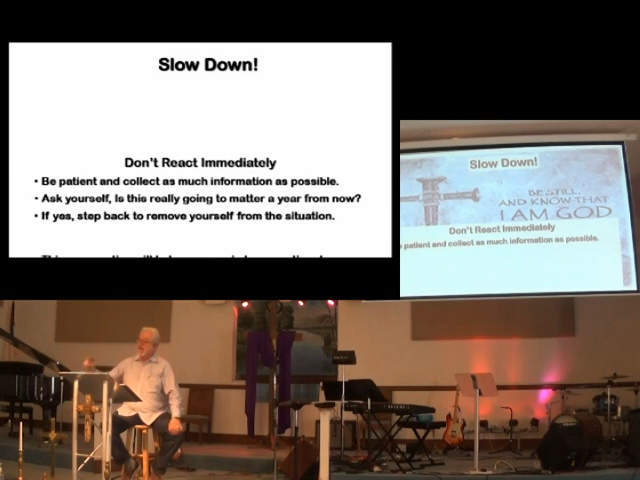 Slow Down!
Don't React Immediately
• Be patient and collect as much information as possible.
• Ask yourself, Is this really going to matter a year from now?
• If yes, step back to remove yourself from the situation.
Slow Down!
BE STILL,
AND KNOW THAT
I AM GOD
Don't React Immediately
patient and collect as much information as possible.